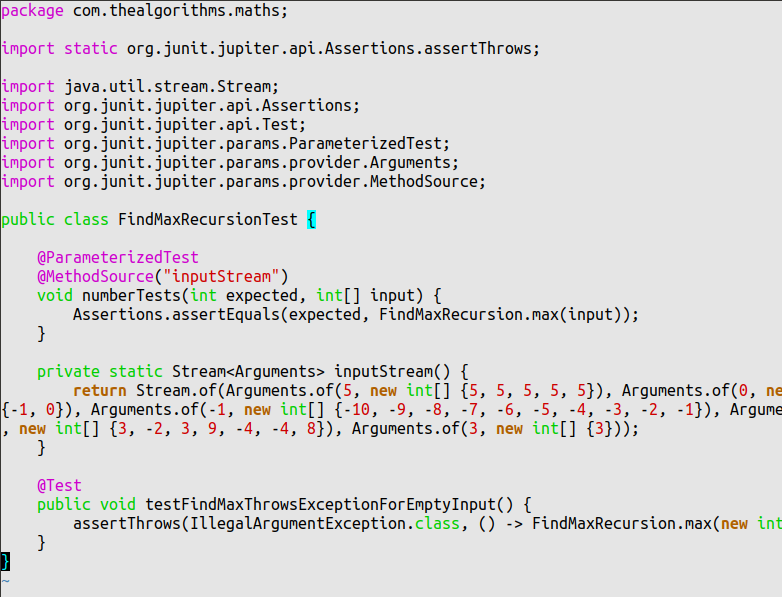 package com.thealgorithms.maths;
import static org.junit.jupiter.api.Assertions.assertThrows;
import java.util.stream.Stream;
import org.junit.jupiter.api.Assertions;
import org.junit.jupiter.api.Test;
import org.junit.jupiter.params.ParameterizedTest;
import org.junit.jupiter.params.provider.Arguments;
import org.junit.jupiter.params.provider.MethodSource;
public class FindMaxRecursionTest {
@ParameterizedTest
@MethodSource("inputStream")
void numberTests(int expected, int[] input) {
Assertions.assertEquals(expected, FindMaxRecursion.max(input));
}
private static Stream<Arguments> inputStream() {
return Stream.of(Arguments.of(5, new int[] {5, 5, 5, 5, 5}), Arguments.of(0, ne
{-1, 0}), Arguments.of(-1, new int[] {-10, -9, -8, -7, -6, -5, -4, -3, -2, -1}), Argume
, new int[] {3, -2, 3, 9, -4, -4, 8}), Arguments.of(3, new int[] {3}));
}
@Test
public void testFindMaxThrowsExceptionForEmptyInput() {
assertThrows(IllegalArgumentException.class, () -> FindMaxRecursion.max(new int
}
}
~